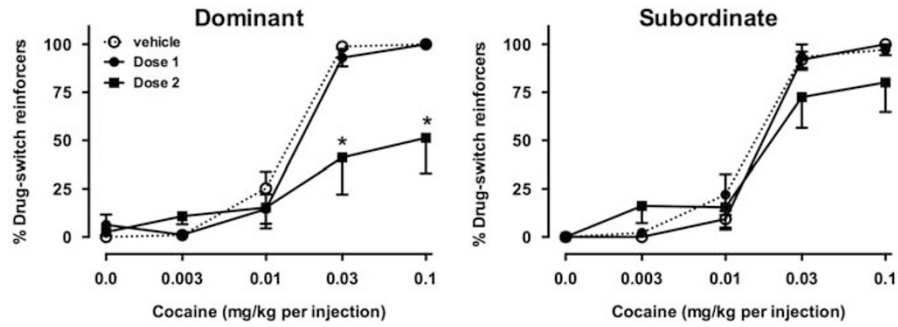 Dominant
% Drug-switch reinforcers
100
75
50
25
0
vehicle
Dose 1
Dose 2
*
*
0.0 0.003 0.01 0.03 0.1
Cocaine (mg/kg per injection)
Subordinate
% Drug-switch reinforcers
100
75
50
25
0
0.0 0.003 0.01 0.03 0.1
Cocaine (mg/kg per injection)